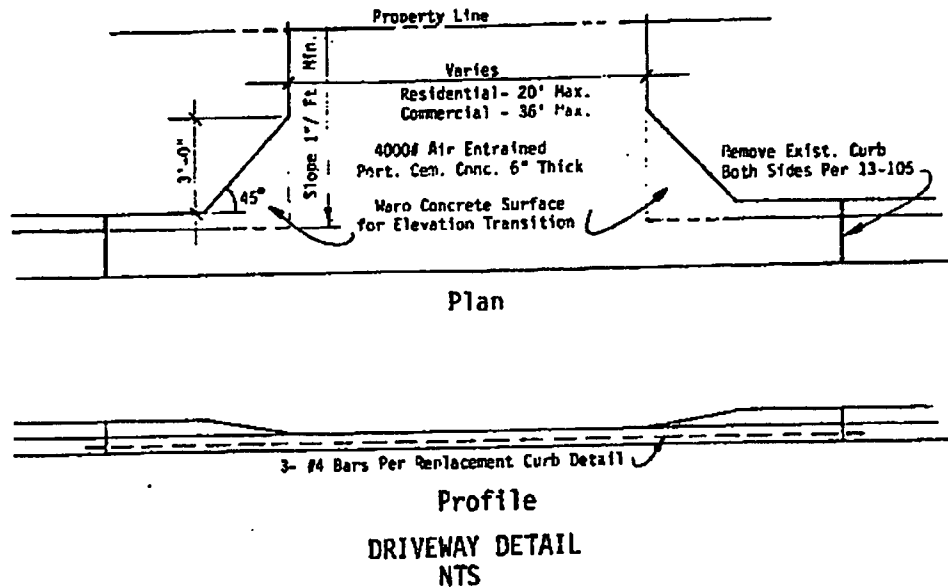 Property Line
Slope 1"/ Ft. Min.
Varies
Residential- 20' Max.
Commercial - 36' Max.
3'-0"
45°
4000# Air Entrained
Port. Cem. Conc. 6" Thick
Remove Exist. Curb
Both Sides Per 13-105
Warp Concrete Surface
for Elevation Transition
Plan
3- #4 Bars Per Replacement Curb Detail
Profile
DRIVEWAY DETAIL
NTS